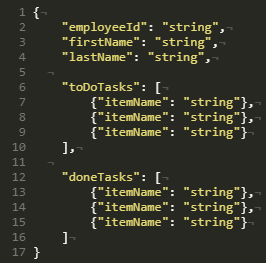 1 {¬
2 "employeeId": "string",¬
3 "firstName": "string",¬
4 "lastName": "string",¬
5 ¬
6 "toDoTasks": [¬
7 {"itemName": "string"},¬
8 {"itemName": "string"},¬
9 {"itemName": "string"}¬
10 ],¬
11 ¬
12 "doneTasks": [¬
13 {"itemName": "string"},¬
14 {"itemName": "string"},¬
15 {"itemName": "string"}¬
16 ]¬
17 }